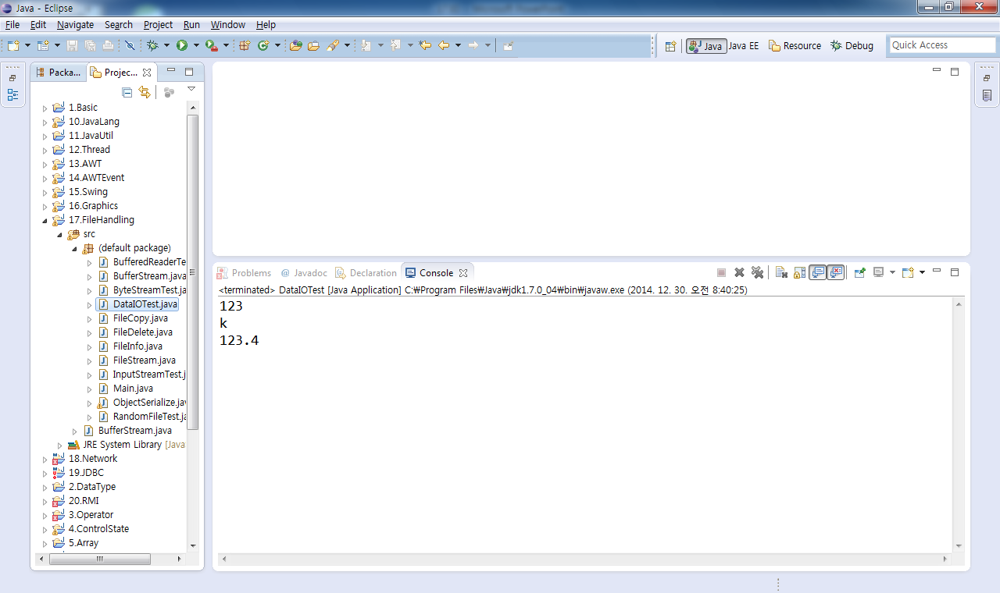 Java - Eclipse
File Edit Navigate Search Project Run Window Help
Java Java EE Resource Debug Quick Access
Packa... Projec...
1.Basic
10.JavaLang
11.JavaUtil
12.Thread
13.AWT
14.AWTEvent
15.Swing
16.Graphics
17.FileHandling
src
(default package)
BufferedReaderTe
BufferStream.java
ByteStreamTest.ja
DataIOTest.java
FileCopy.java
FileDelete.java
FileInfo.java
FileStream.java
InputStreamTest.j
Main.java
ObjectSerialize.jav
RandomFileTest.ja
BufferStream.java
JRE System Library [Java
18.Network
19.JDBC
2.DataType
20.RMI
3.Operator
4.ControlState
5.Array
Problems @ Javadoc Declaration Console
<terminated> DataIOTest [Java Application] C:₩Program Files₩Java₩jdk1.7.0_04₩bin₩javaw.exe (2014. 12. 30. 오전 8:40:25)
123
k
123.4